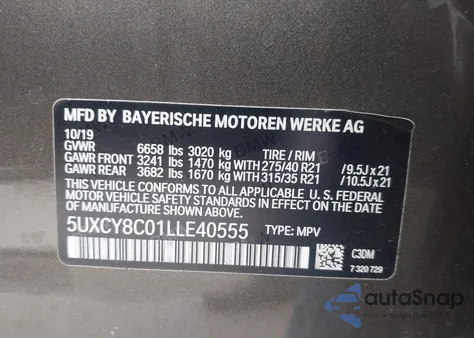 MFD BY BAYERISCHE MOTOREN WERKE AG
10/19
GVWR 6658 lbs 3020 kg TIRE / RIM
GAWR FRONT 3241 lbs 1470 kg WITH 275/40 R21 / 9.5J x 21
GAWR REAR 3682 lbs 1670 kg WITH 315/35 R21 / 10.5J x 21
THIS VEHICLE CONFORMS TO ALL APPLICABLE U. S. FEDERAL
MOTOR VEHICLE SAFETY
STANDARDS IN EFFECT ON THE DATE OF MANUFACTURE SHOWN ABOVE.
5UXCY8C01LLE40555 TYPE: MPV
C3DM
7 320 729
autoSnap